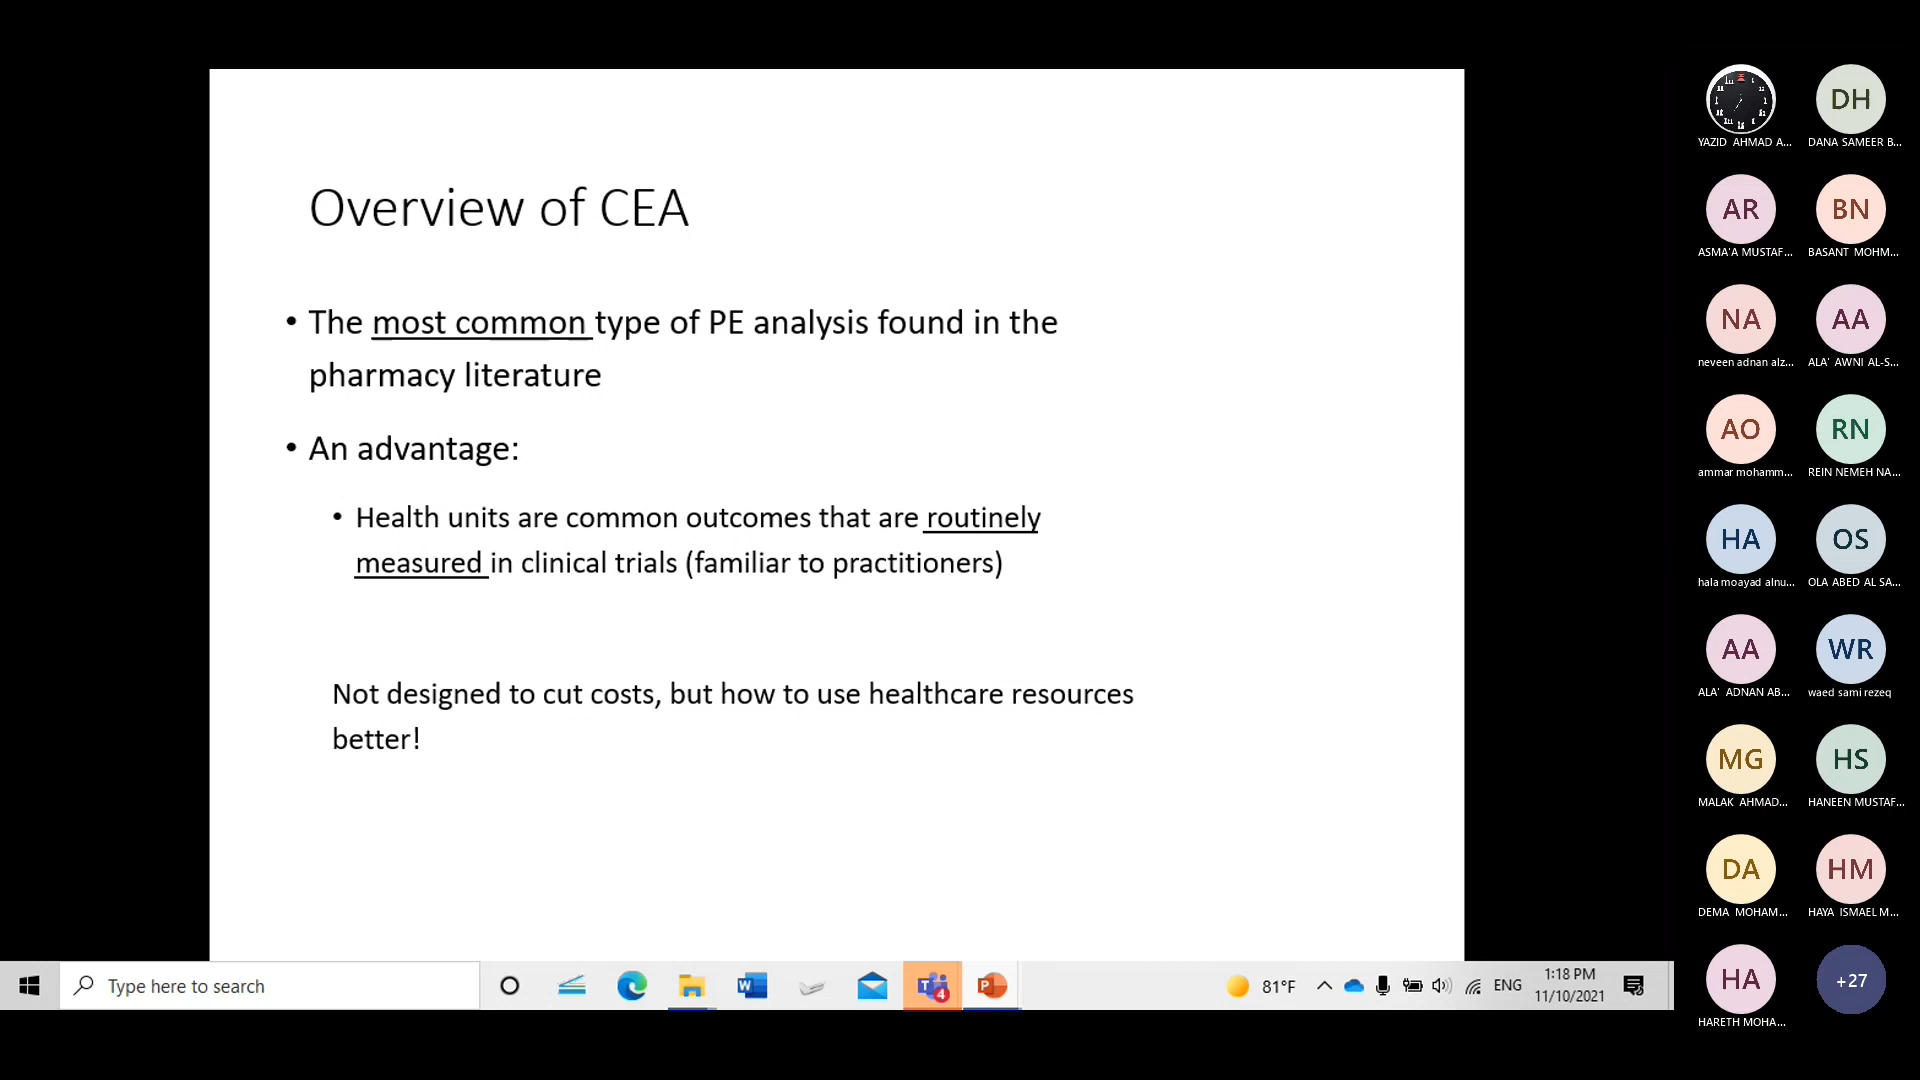 Overview of CEA
• The most common type of PE analysis found in the
pharmacy literature
• An advantage:
• Health units are common outcomes that are routinely
measured in clinical trials (familiar to practitioners)
Not designed to cut costs, but how to use healthcare resources
better!
Type here to search
4
81°F
ENG
1:18 PM
11/10/2021
YAZID AHMAD A...
DH
DANA SAMEER B...
AR
ASMA'A MUSTAF...
BN
BASANT MOHM...
NA
neveen adnan alz...
AA
ALA' AWNI AL-S...
AO
ammar mohamm...
RN
REIN NEMEH NA...
HA
hala moayad alnu...
OS
OLA ABED AL SA...
AA
ALA' ADNAN AB...
WR
waed sami rezeq
MG
MALAK AHMAD...
HS
HANEEN MUSTAF...
DA
DEMA MOHAM...
HM
HAYA ISMAEL M...
HA
HARETH MOHA...
+27